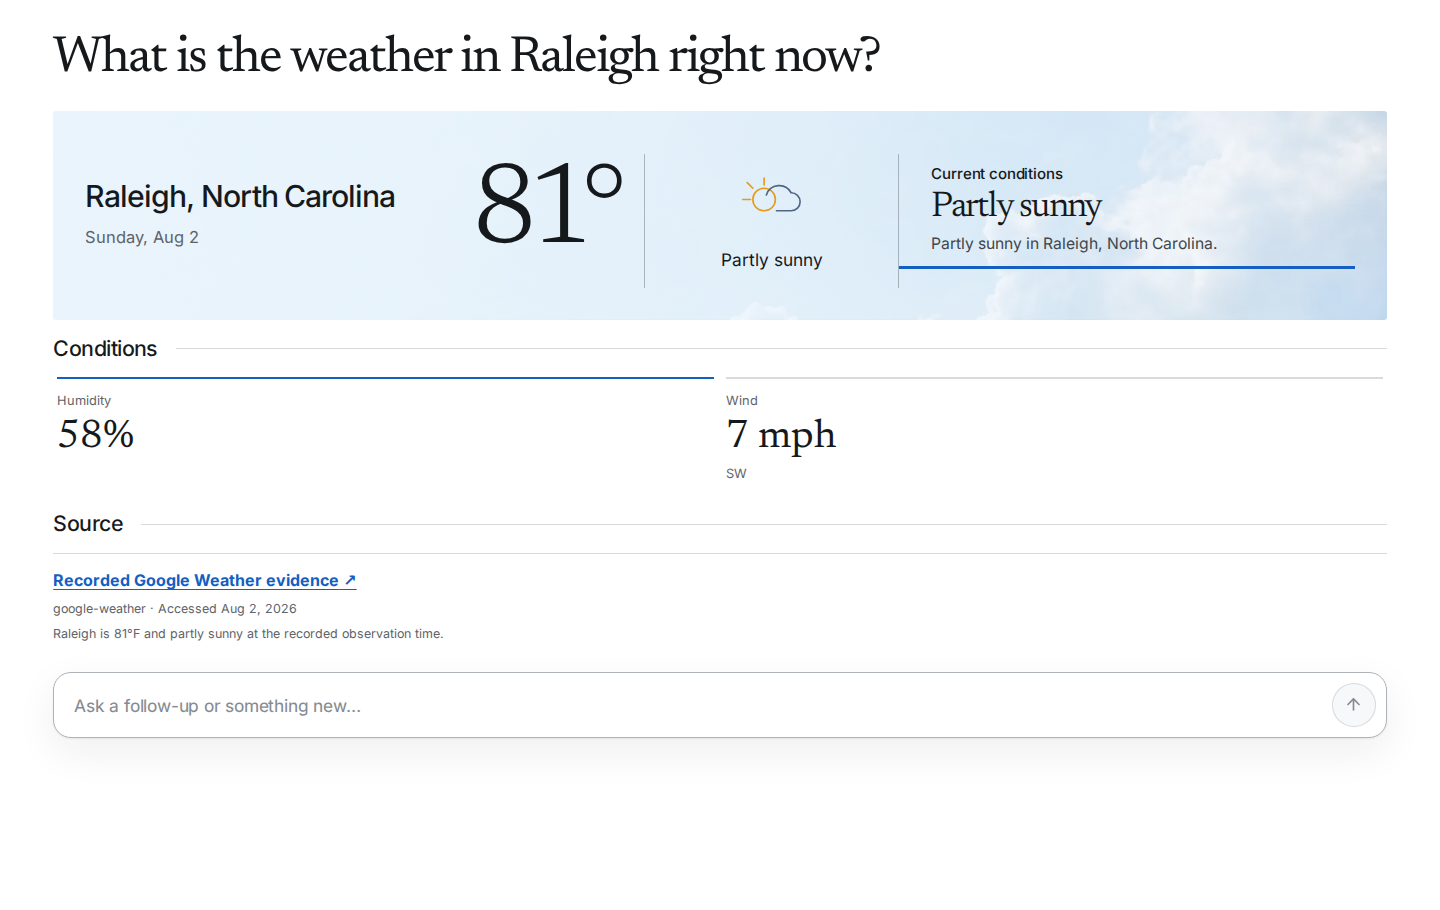 What is the weather in Raleigh right now?
Raleigh, North Carolina
Sunday, Aug 2
81°
Partly sunny
Current conditions
Partly sunny
Partly sunny in Raleigh, North Carolina.
Conditions
Humidity
58%
Wind
7 mph
SW
Source
Recorded Google Weather evidence ↗
google-weather · Accessed Aug 2, 2026
Raleigh is 81°F and partly sunny at the recorded observation time.
Ask a follow-up or something new...